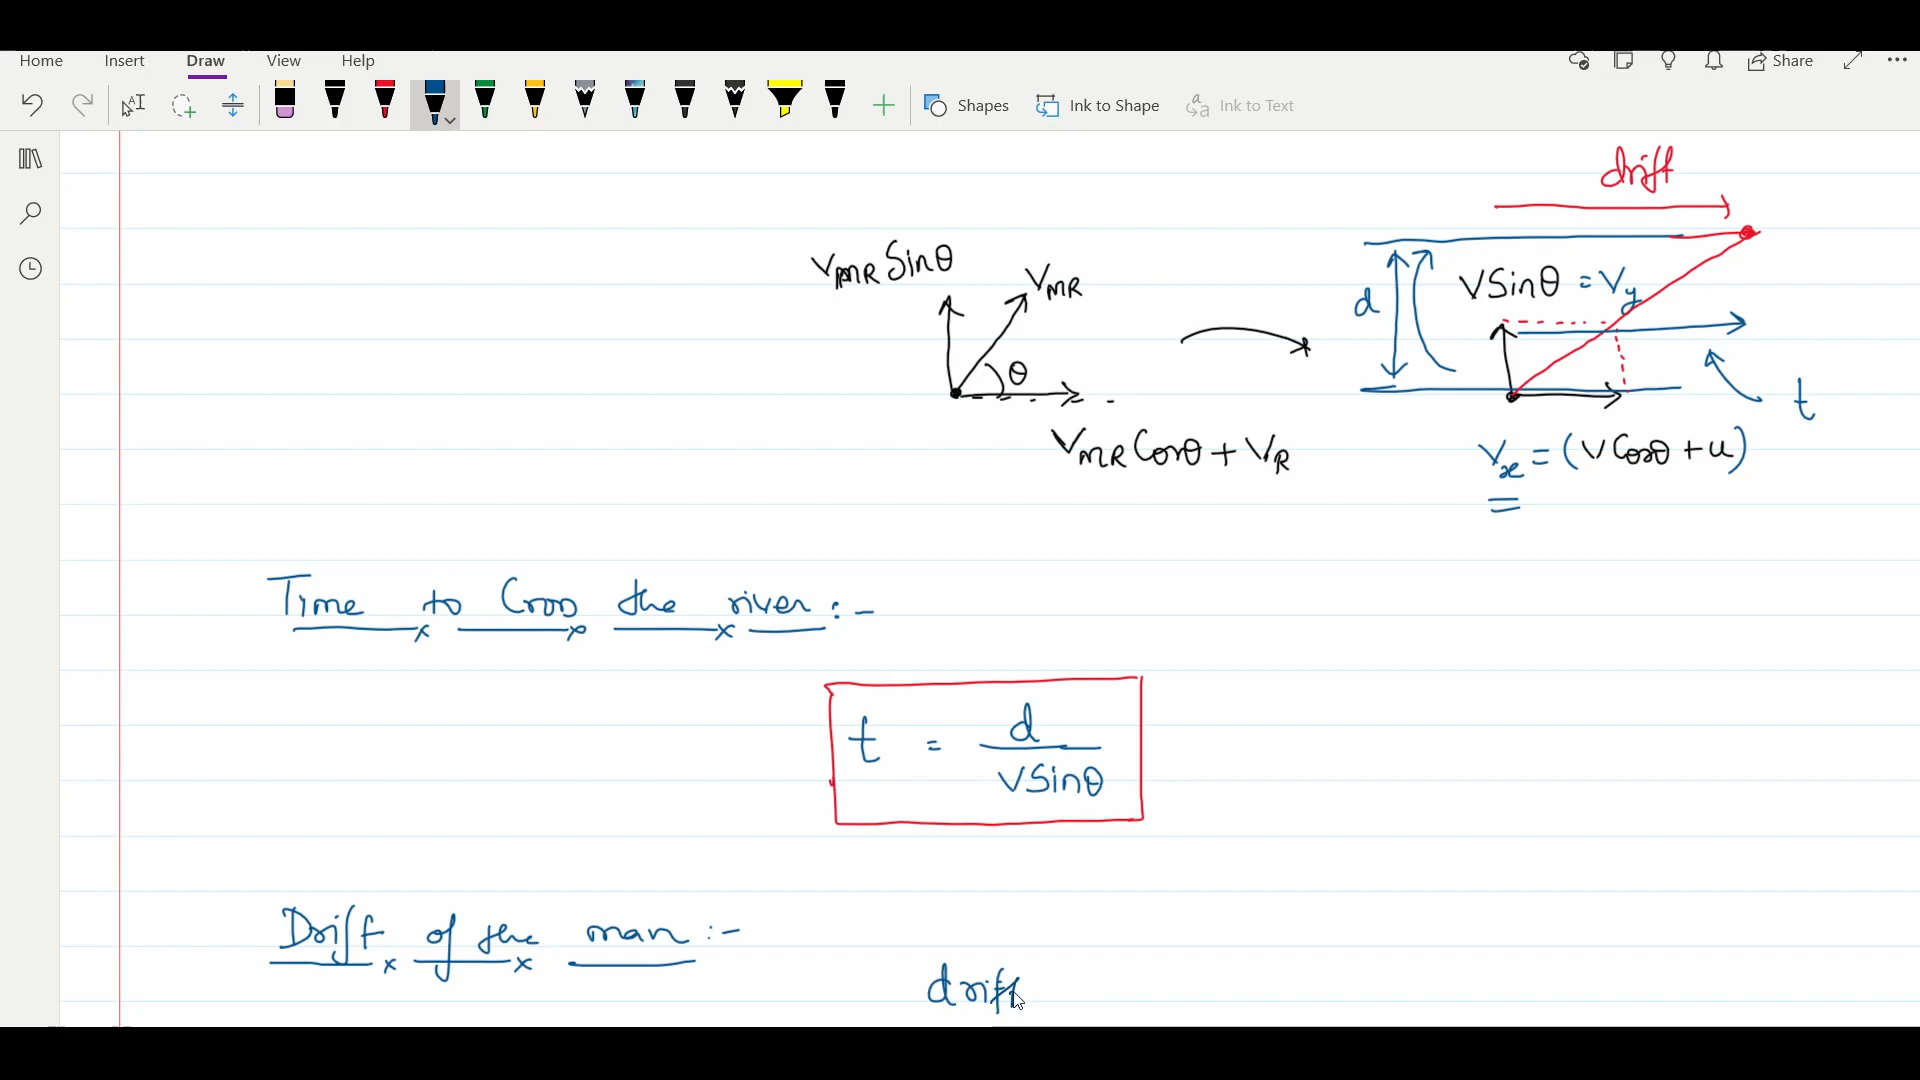 Home Insert Draw View Help Share
Shapes Ink to Shape Ink to Text
drift
VMR Sinθ
VMR
θ
VMR Cosθ + VR
d
VSinθ = Vy
t
Vx = (V Cosθ + u)
Time to Cross the river :-
t = d / VSinθ
Drift of the man :-
drift